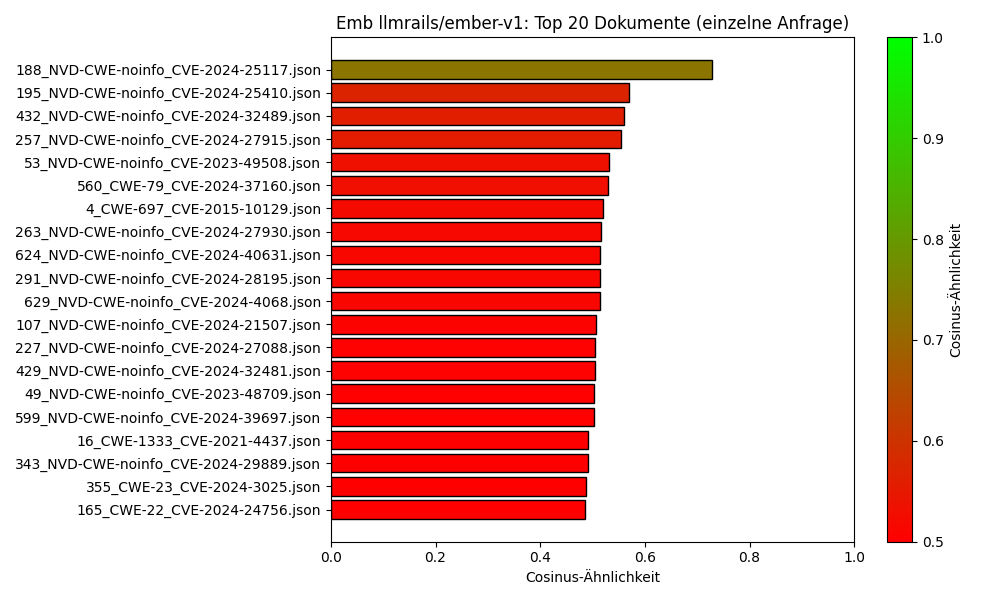 Emb llmrails/ember-v1: Top 20 Dokumente (einzelne Anfrage)
188_NVD-CWE-noinfo_CVE-2024-25117.json
195_NVD-CWE-noinfo_CVE-2024-25410.json
432_NVD-CWE-noinfo_CVE-2024-32489.json
257_NVD-CWE-noinfo_CVE-2024-27915.json
53_NVD-CWE-noinfo_CVE-2023-49508.json
560_CWE-79_CVE-2024-37160.json
4_CWE-697_CVE-2015-10129.json
263_NVD-CWE-noinfo_CVE-2024-27930.json
624_NVD-CWE-noinfo_CVE-2024-40631.json
291_NVD-CWE-noinfo_CVE-2024-28195.json
629_NVD-CWE-noinfo_CVE-2024-4068.json
107_NVD-CWE-noinfo_CVE-2024-21507.json
227_NVD-CWE-noinfo_CVE-2024-27088.json
429_NVD-CWE-noinfo_CVE-2024-32481.json
49_NVD-CWE-noinfo_CVE-2023-48709.json
599_NVD-CWE-noinfo_CVE-2024-39697.json
16_CWE-1333_CVE-2021-4437.json
343_NVD-CWE-noinfo_CVE-2024-29889.json
355_CWE-23_CVE-2024-3025.json
165_CWE-22_CVE-2024-24756.json
0.0 0.2 0.4 0.6 0.8 1.0
Cosinus-Ähnlichkeit
1.0
0.9
0.8
0.7
0.6
0.5
Cosinus-Ähnlichkeit